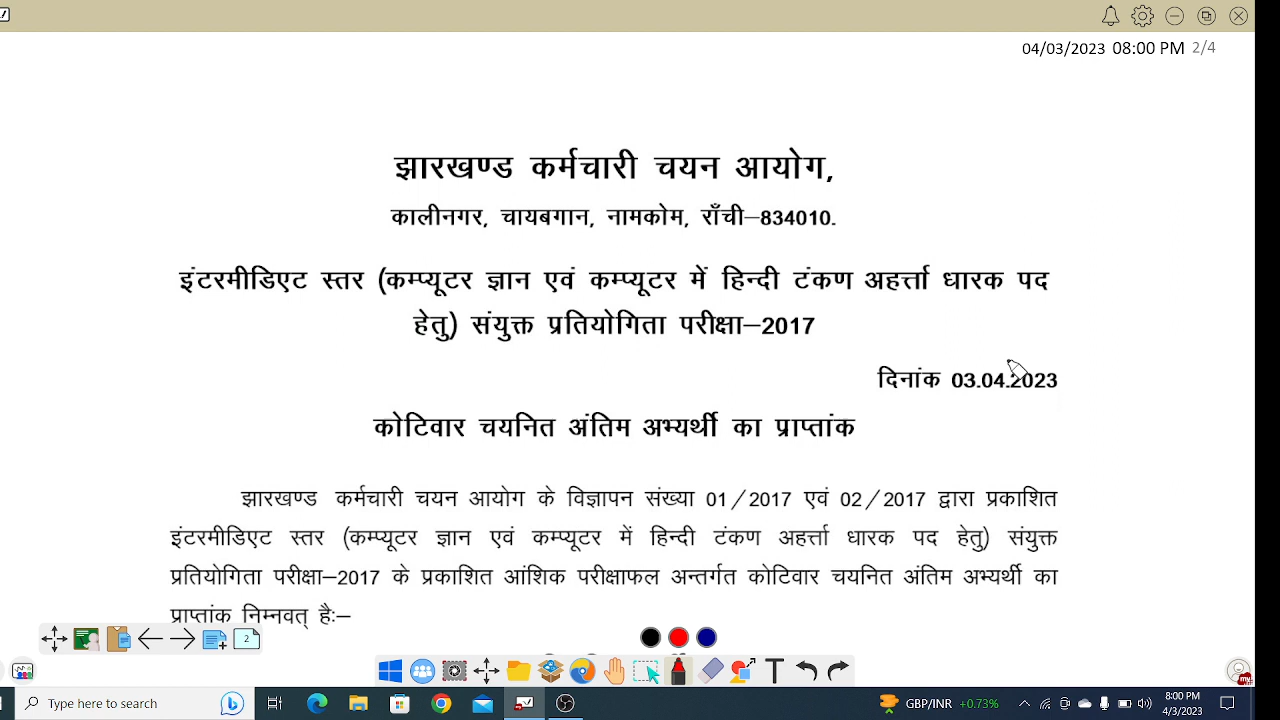 04/03/2023 08:00 PM 2/4
झारखण्ड कर्मचारी चयन आयोग,
कालीनगर, चायबगान, नामकोम, राँची–834010.
इंटरमीडिएट स्तर (कम्प्यूटर ज्ञान एवं कम्प्यूटर में हिन्दी टंकण अहर्त्ता धारक पद
हेतु) संयुक्त प्रतियोगिता परीक्षा–2017
दिनांक 03.04.2023
कोटिवार चयनित अंतिम अभ्यर्थी का प्राप्तांक
झारखण्ड कर्मचारी चयन आयोग के विज्ञापन संख्या 01/2017 एवं 02/2017 द्वारा प्रकाशित
इंटरमीडिएट स्तर (कम्प्यूटर ज्ञान एवं कम्प्यूटर में हिन्दी टंकण अहर्त्ता धारक पद हेतु) संयुक्त
प्रतियोगिता परीक्षा–2017 के प्रकाशित आंशिक परीक्षाफल अन्तर्गत कोटिवार चयनित अंतिम अभ्यर्थी का
प्राप्तांक निम्नवत् है:–
2
Type here to search
GBP/INR +0.73%
8:00 PM
4/3/2023